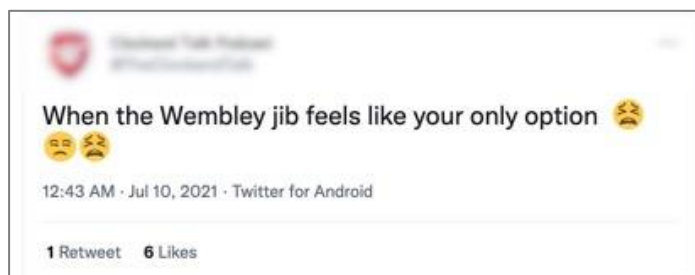 When the Wembley jib feels like your only option 😫
😒😫
12:43 AM · Jul 10, 2021 · Twitter for Android
1 Retweet 6 Likes